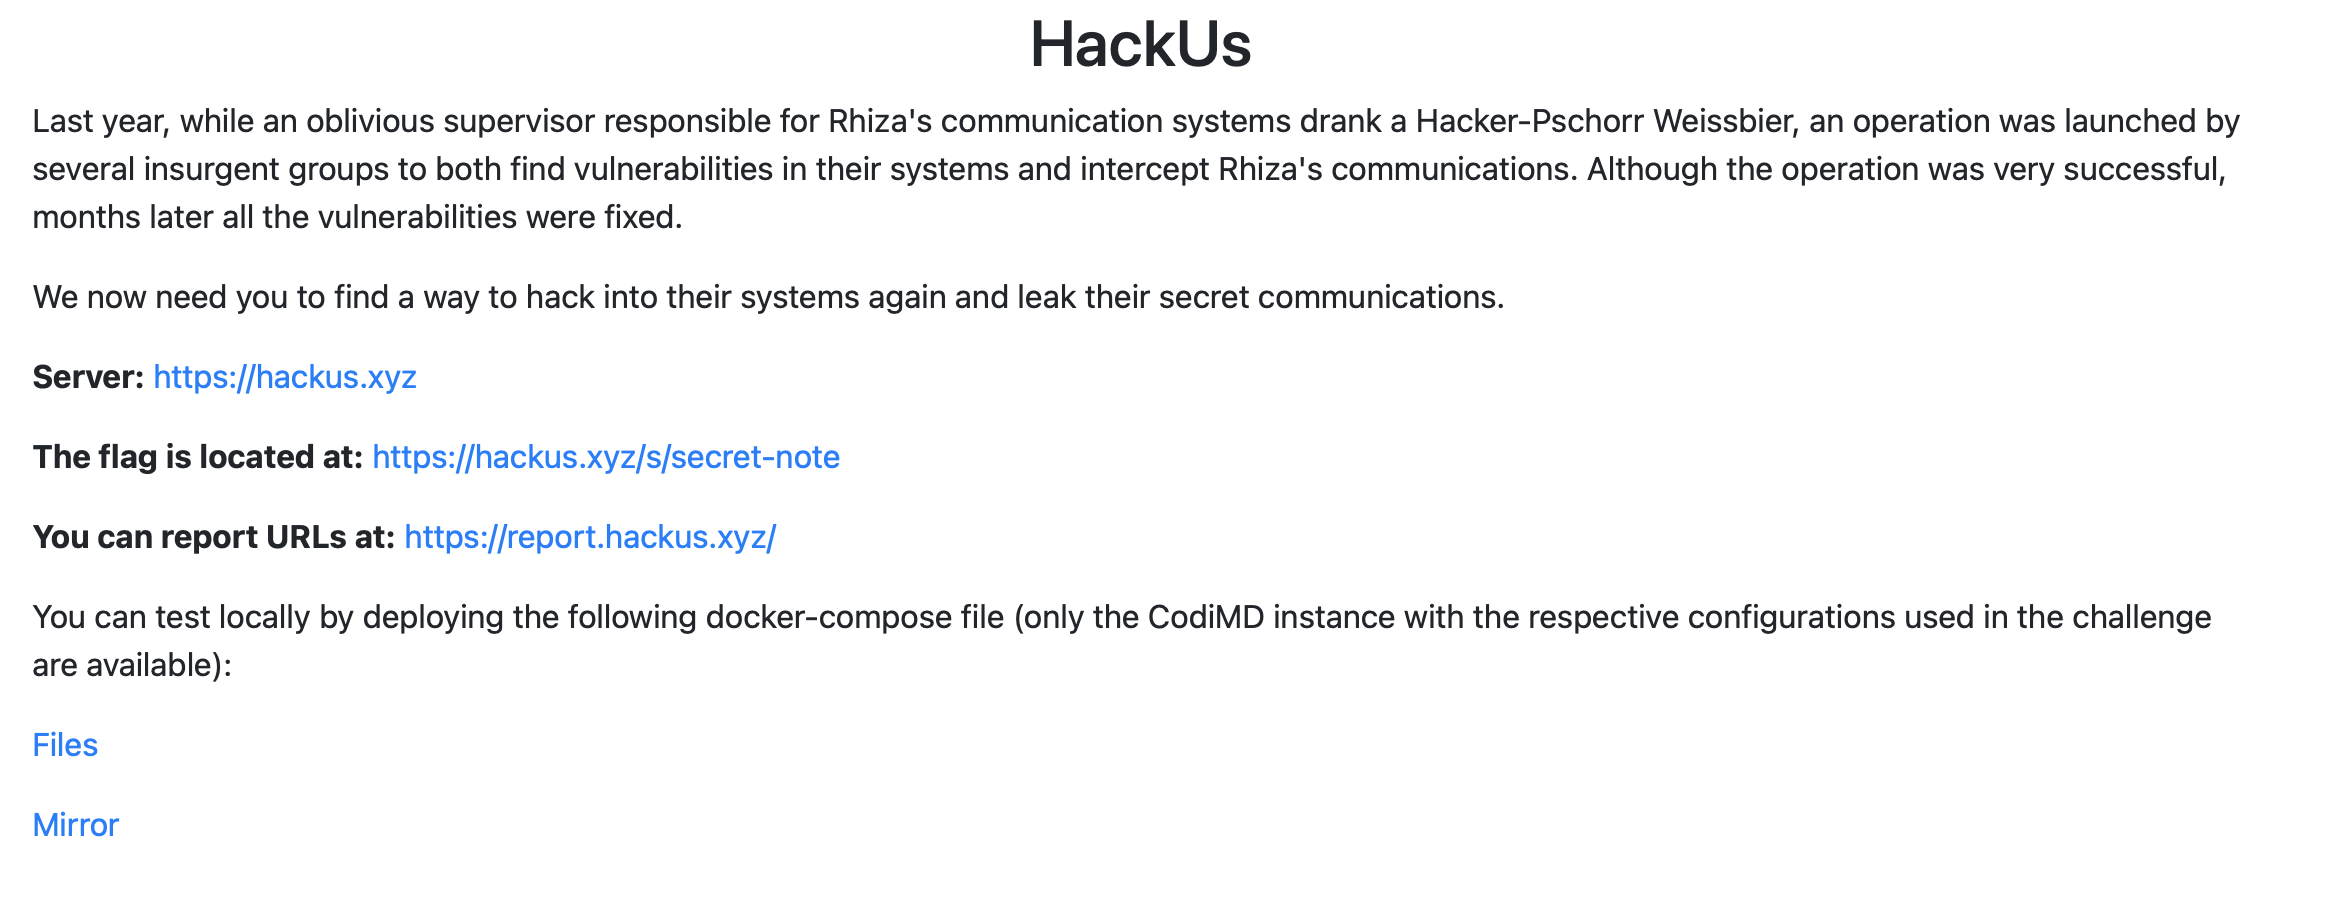 HackUs
Last year, while an oblivious supervisor responsible for Rhiza's communication systems drank a Hacker-Pschorr Weissbier, an operation was launched by
several insurgent groups to both find vulnerabilities in their systems and intercept Rhiza's communications. Although the operation was very successful,
months later all the vulnerabilities were fixed.
We now need you to find a way to hack into their systems again and leak their secret communications.
Server: https://hackus.xyz
The flag is located at: https://hackus.xyz/s/secret-note
You can report URLs at: https://report.hackus.xyz/
You can test locally by deploying the following docker-compose file (only the CodiMD instance with the respective configurations used in the challenge
are available):
Files
Mirror